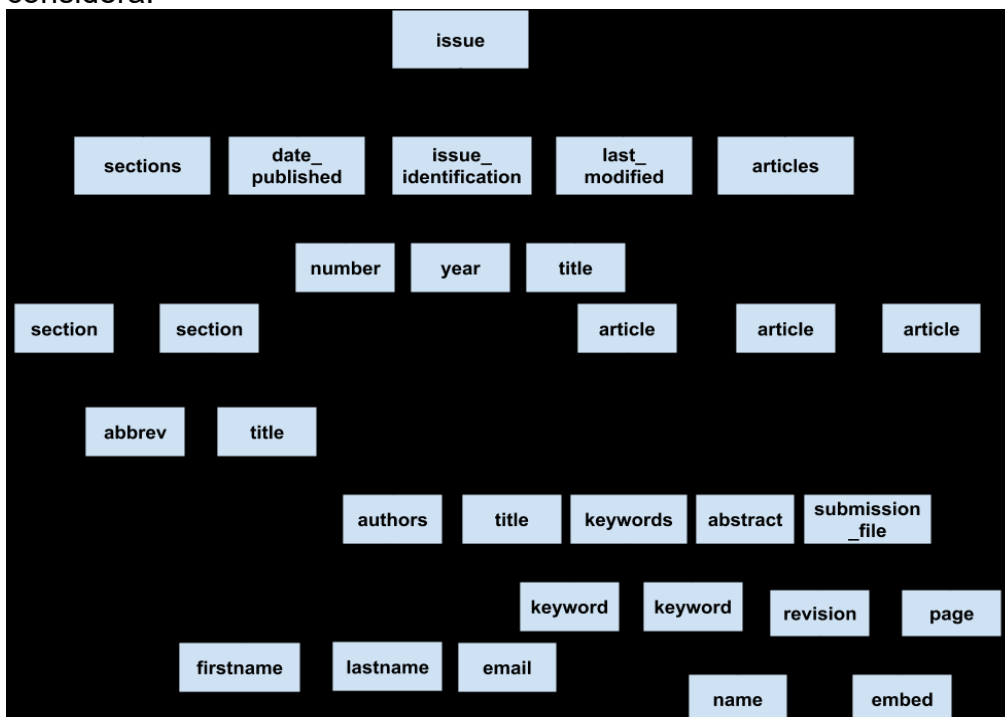 issue
sections
date_
published
issue_
identification
last_
modified
articles
number
year
title
section
section
article
article
article
abbrev
title
authors
title
keywords
abstract
submission
_file
keyword
keyword
revision
page
firstname
lastname
email
name
embed